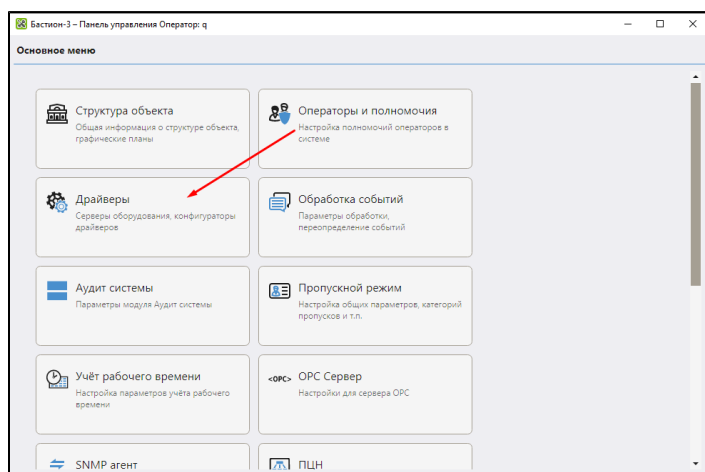 Бастион-3 – Панель управления Оператор: q
Основное меню
Структура объекта
Общая информация о структуре объекта,
графические планы
Операторы и полномочия
Настройка полномочий операторов в
системе
Драйверы
Серверы оборудования, конфигураторы
драйверов
Обработка событий
Параметры обработки,
переопределение событий
Аудит системы
Параметры модуля Аудит системы
Пропускной режим
Настройка общих параметров, категорий
пропусков и т.п.
Учёт рабочего времени
Настройка параметров учёта рабочего
времени
<OPC> OPC Сервер
Настройки для сервера OPC
SNMP агент
ПЦН